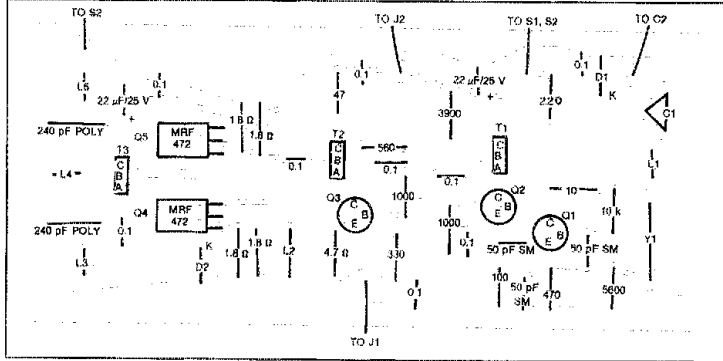 TO S2
TO J2
TO S1, S2
TO C2
L5
22 µF/25 V
+
0.1
240 pF POLY
Q5
MRF
472
1.8 Ω
1.8 Ω
47
0.1
T2
C
B
A
560
0.1
0.1
3900
22 µF/25 V
+
220
0.1
D1
K
C1
T1
C
B
A
T3
C
B
A
L4
0.1
L1
Q4
MRF
472
Q3
C
B
E
1000
Q2
C
B
E
10
Q1
C
B
E
10 k
240 pF POLY
0.1
K
D2
L3
1.8 Ω
1.8 Ω
L2
4.7 Ω
330
1000
0.1
50 pF SM
50 pF SM
Y1
0.1
100
50 pF
SM
470
5600
TO J1